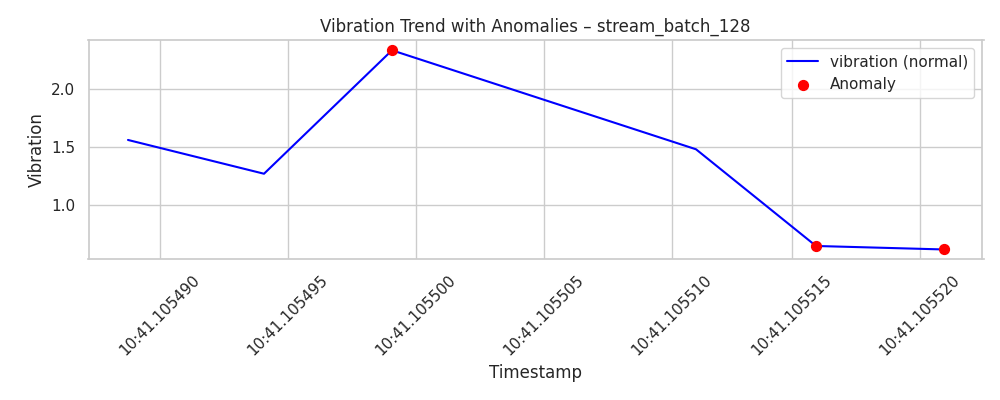 Vibration Trend with Anomalies – stream_batch_128
vibration (normal)
Anomaly
Vibration
2.0
1.5
1.0
10:41.105490
10:41.105495
10:41.105500
10:41.105505
10:41.105510
10:41.105515
10:41.105520
Timestamp